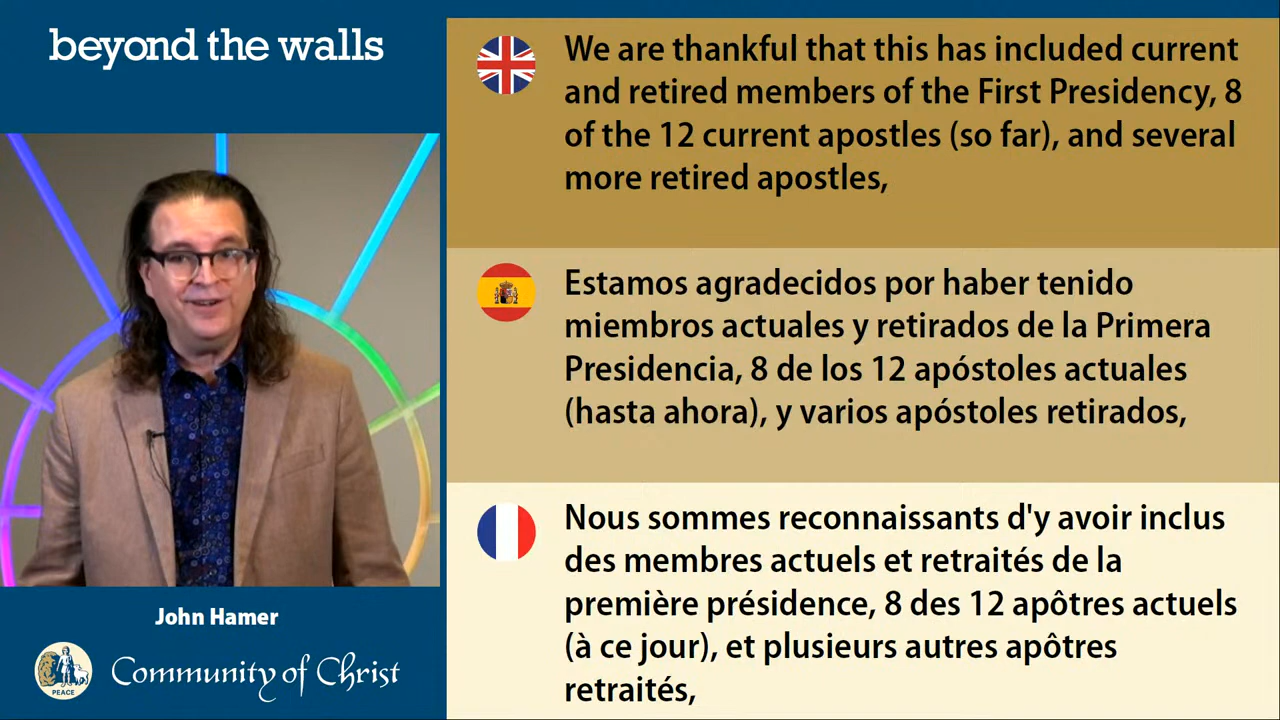 beyond the walls
John Hamer
PEACE
Community of Christ
We are thankful that this has included current
and retired members of the First Presidency, 8
of the 12 current apostles (so far), and several
more retired apostles,
Estamos agradecidos por haber tenido
miembros actuales y retirados de la Primera
Presidencia, 8 de los 12 apóstoles actuales
(hasta ahora), y varios apóstoles retirados,
Nous sommes reconnaissants d'y avoir inclus
des membres actuels et retraités de la
première présidence, 8 des 12 apôtres actuels
(à ce jour), et plusieurs autres apôtres
retraités,